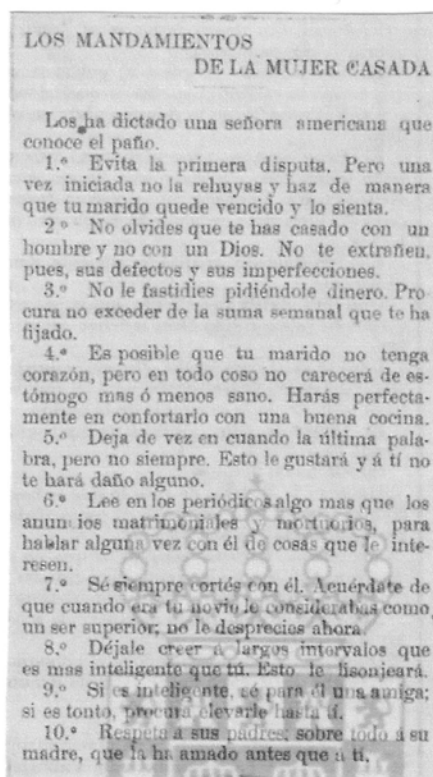 LOS MANDAMIENTOS
DE LA MUJER CASADA
Los ha dictado una señora americana que
conoce el paño.
1.º Evita la primera disputa. Pero una
vez iniciada no la rehuyas y haz de manera
que tu marido quede vencido y lo sienta.
2º No olvides que te has casado con un
hombre y no con un Dios. No te extrañen,
pues, sus defectos y sus imperfecciones.
3.º No le fastidies pidiéndole dinero. Pro
cura no exceder de la suma semanal que te ha
fijado.
4.º Es posible que tu marido no tenga
corazón, pero en todo coso no carecerá de es-
tómogo mas ó menos sano. Harás perfecta-
mente en confortarlo con una buena cocina.
5.º Deja de vez en cuando la última pala-
bra, pero no siempre. Esto le gustará y á tí no
te hará daño alguno.
6.º Lee en los periódicos algo mas que los
anun ios matrimoniales y mortuorios, para
hablar alguna vez con él de cosas que le inte-
resen.
7.º Sé siempre cortés con él. Acuérdate de
que cuando era tu novio le considerabas como
un ser superior; no le desprecies ahora.
8.º Déjale creer á largos intervalos que
es mas inteligente que tú. Esto le lisonjeará.
9.º Si es inteligente, sé para él una amiga;
si es tonto, procura elevarle hasta tí.
10.º Respeta a sus padres; sobre todo á su
madre, que la ha amado antes que a ti.